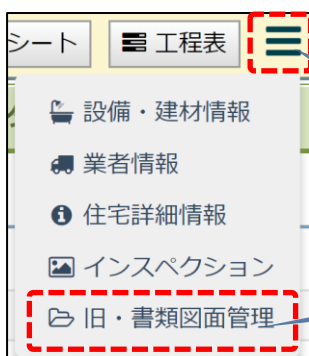 シート 工程表
設備・建材情報
業者情報
住宅詳細情報
インスペクション
旧・書類図面管理